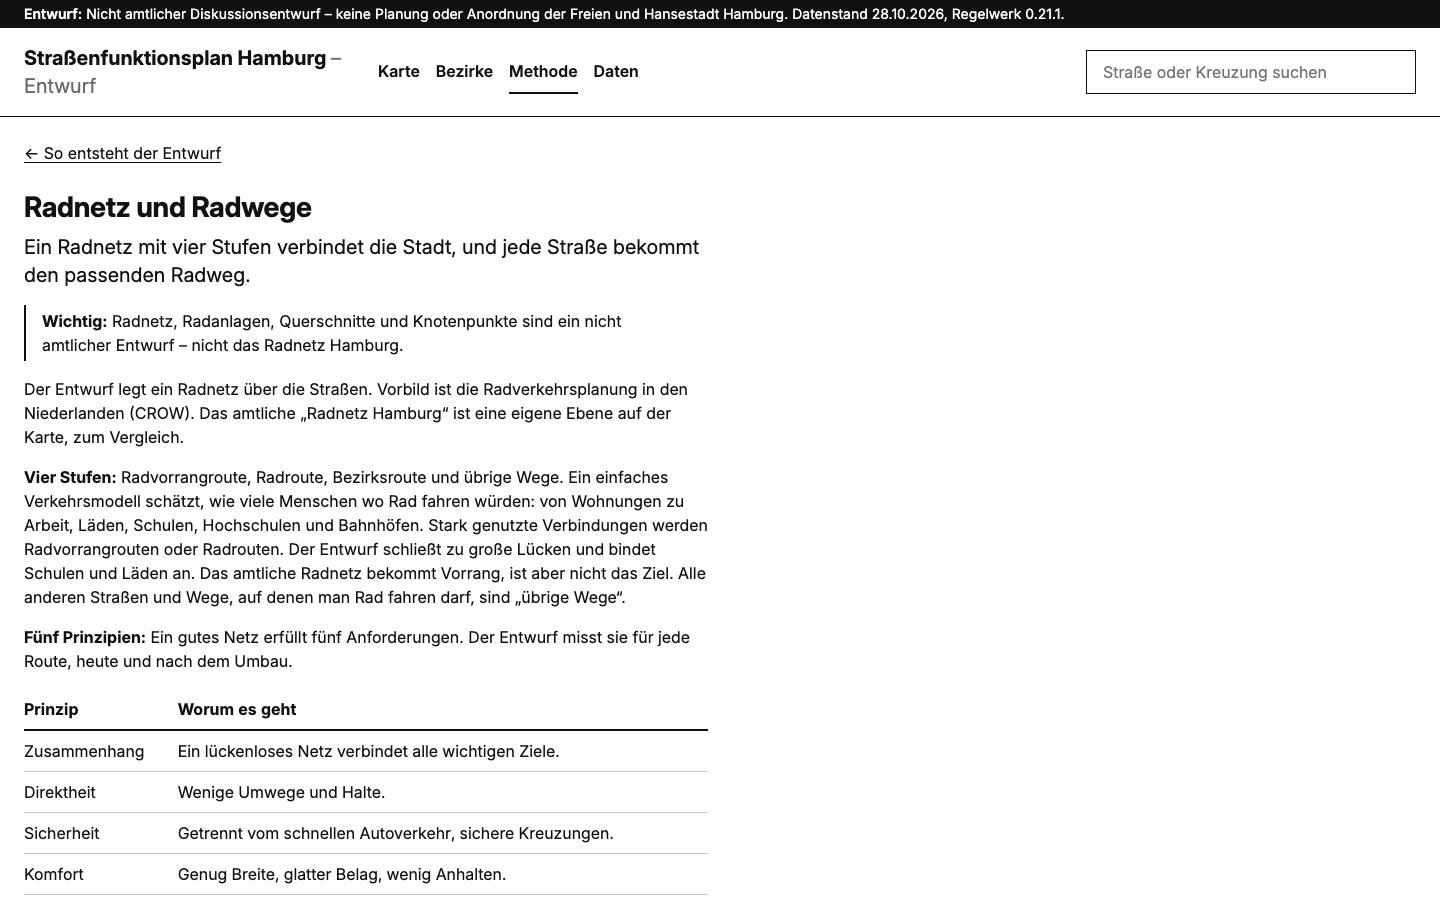 Entwurf: Nicht amtlicher Diskussionsentwurf – keine Planung oder Anordnung der Freien und Hansestadt Hamburg. Datenstand 28.10.2026, Regelwerk 0.21.1.
Straßenfunktionsplan Hamburg –
Entwurf
Karte Bezirke Methode Daten
Straße oder Kreuzung suchen
← So entsteht der Entwurf
Radnetz und Radwege
Ein Radnetz mit vier Stufen verbindet die Stadt, und jede Straße bekommt
den passenden Radweg.
Wichtig: Radnetz, Radanlagen, Querschnitte und Knotenpunkte sind ein nicht
amtlicher Entwurf – nicht das Radnetz Hamburg.
Der Entwurf legt ein Radnetz über die Straßen. Vorbild ist die Radverkehrsplanung in den
Niederlanden (CROW). Das amtliche „Radnetz Hamburg“ ist eine eigene Ebene auf der
Karte, zum Vergleich.
Vier Stufen: Radvorrangroute, Radroute, Bezirksroute und übrige Wege. Ein einfaches
Verkehrsmodell schätzt, wie viele Menschen wo Rad fahren würden: von Wohnungen zu
Arbeit, Läden, Schulen, Hochschulen und Bahnhöfen. Stark genutzte Verbindungen werden
Radvorrangrouten oder Radrouten. Der Entwurf schließt zu große Lücken und bindet
Schulen und Läden an. Das amtliche Radnetz bekommt Vorrang, ist aber nicht das Ziel. Alle
anderen Straßen und Wege, auf denen man Rad fahren darf, sind „übrige Wege“.
Fünf Prinzipien: Ein gutes Netz erfüllt fünf Anforderungen. Der Entwurf misst sie für jede
Route, heute und nach dem Umbau.
Prinzip Worum es geht
Zusammenhang Ein lückenloses Netz verbindet alle wichtigen Ziele.
Direktheit Wenige Umwege und Halte.
Sicherheit Getrennt vom schnellen Autoverkehr, sichere Kreuzungen.
Komfort Genug Breite, glatter Belag, wenig Anhalten.